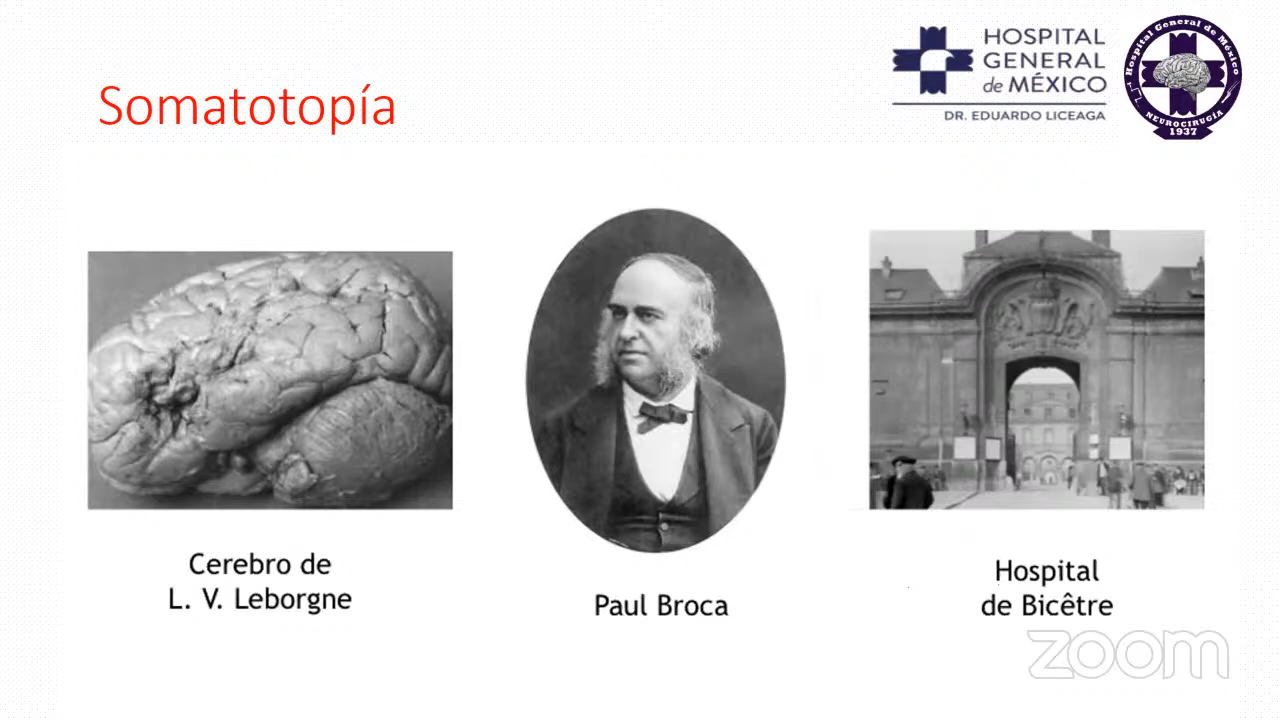 Somatotopía
HOSPITAL
GENERAL
de MÉXICO
DR. EDUARDO LICEAGA
Hospital General de México
NEUROCIRUGÍA
1937
Cerebro de
L. V. Leborgne
Paul Broca
Hospital
de Bicêtre
zoom